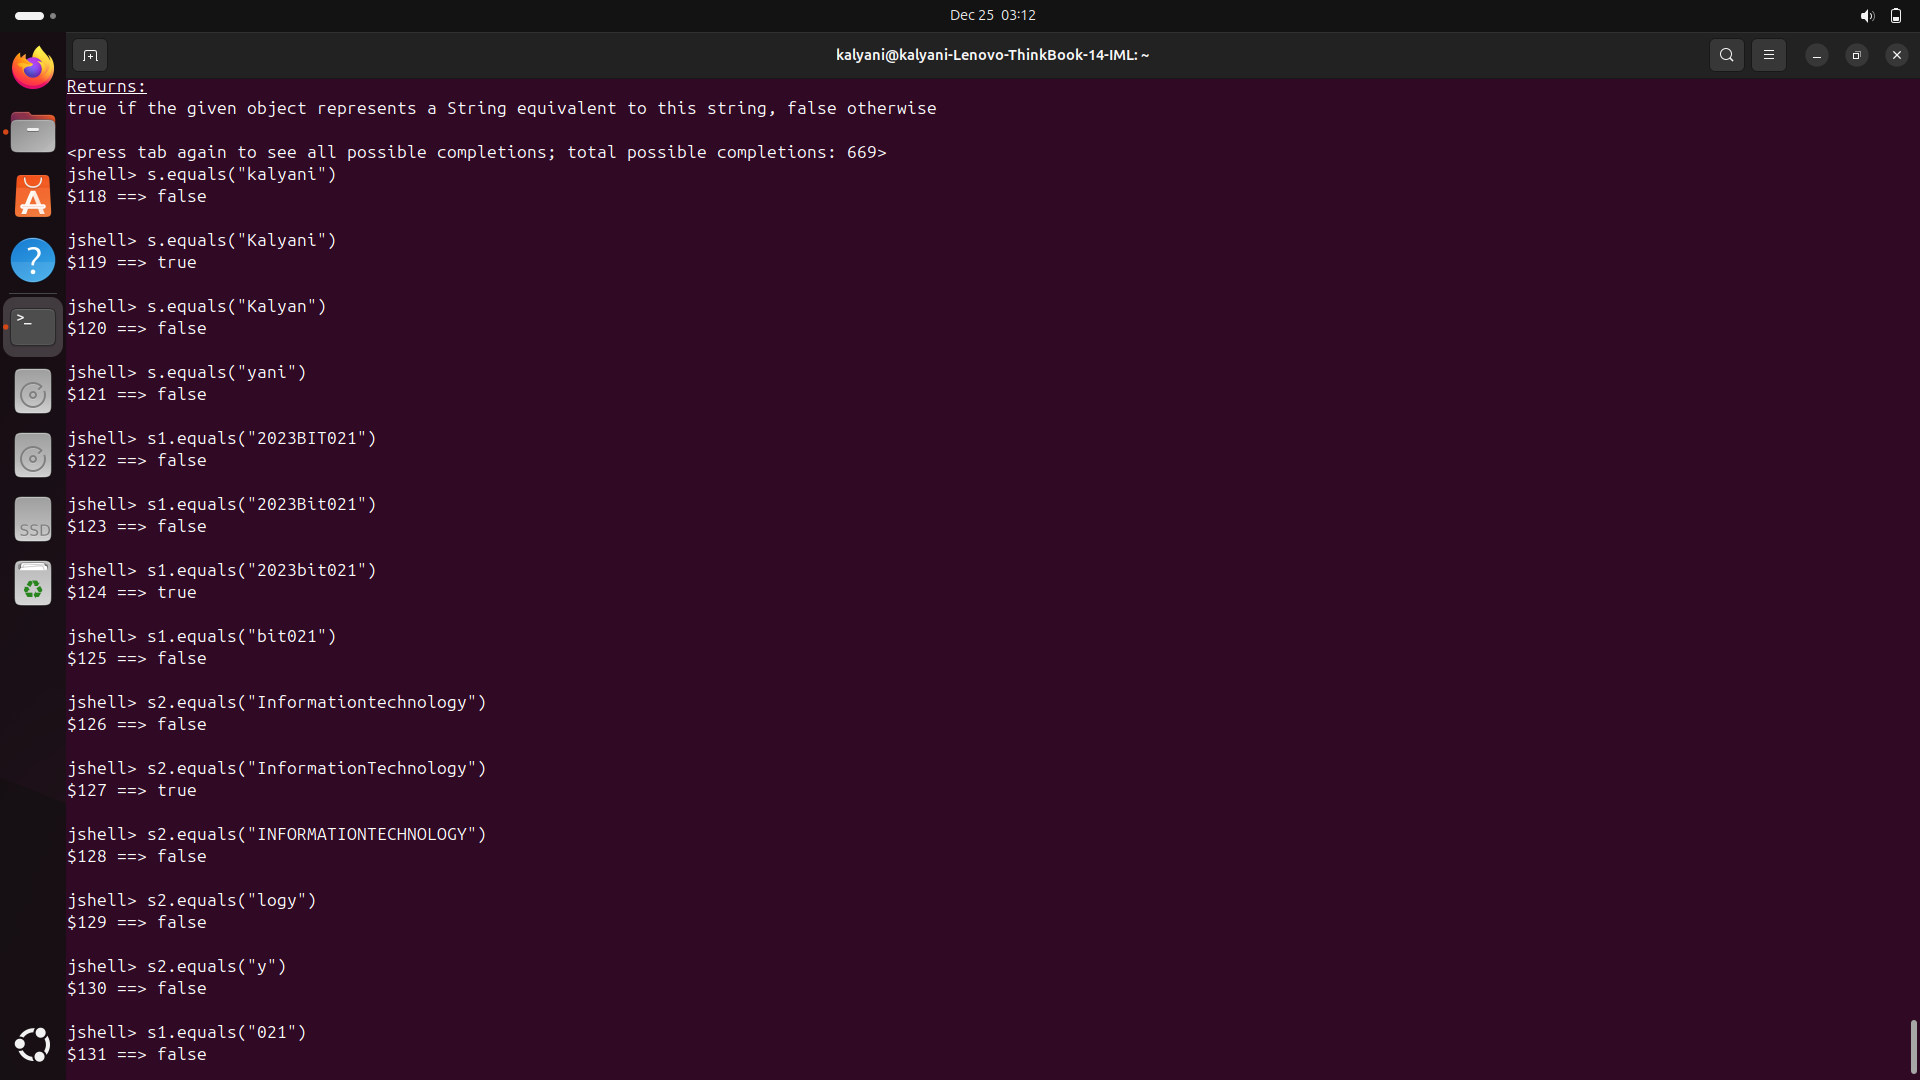 Dec 25 03:12
kalyani@kalyani-Lenovo-ThinkBook-14-IML: ~
Returns:
true if the given object represents a String equivalent to this string, false otherwise
<press tab again to see all possible completions; total possible completions: 669>
jshell> s.equals("kalyani")
$118 ==> false
jshell> s.equals("Kalyani")
$119 ==> true
jshell> s.equals("Kalyan")
$120 ==> false
jshell> s.equals("yani")
$121 ==> false
jshell> s1.equals("2023BIT021")
$122 ==> false
jshell> s1.equals("2023Bit021")
$123 ==> false
jshell> s1.equals("2023bit021")
$124 ==> true
jshell> s1.equals("bit021")
$125 ==> false
jshell> s2.equals("Informationtechnology")
$126 ==> false
jshell> s2.equals("InformationTechnology")
$127 ==> true
jshell> s2.equals("INFORMATIONTECHNOLOGY")
$128 ==> false
jshell> s2.equals("logy")
$129 ==> false
jshell> s2.equals("y")
$130 ==> false
jshell> s1.equals("021")
$131 ==> false
SSD